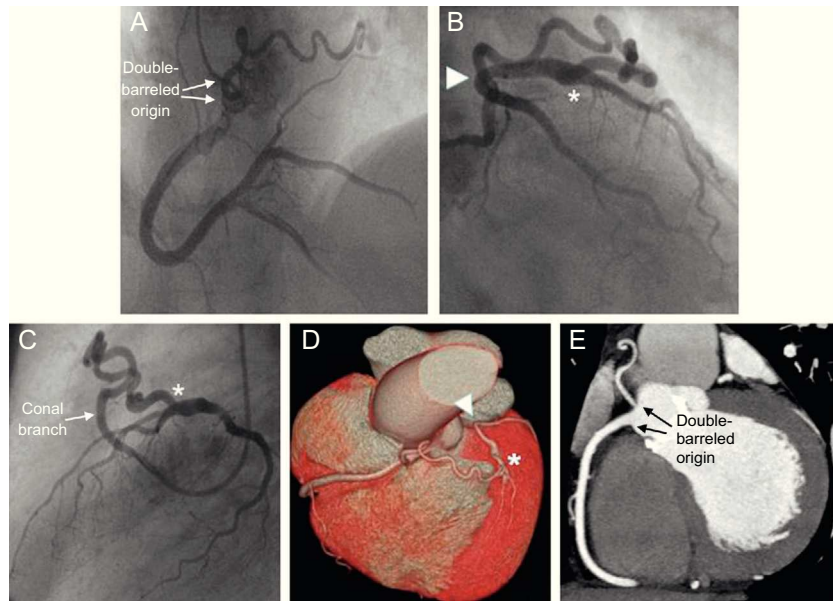 A
Double-
barreled
origin
B
*
C
Conal
branch
*
D
*
E
Double-
barreled
origin